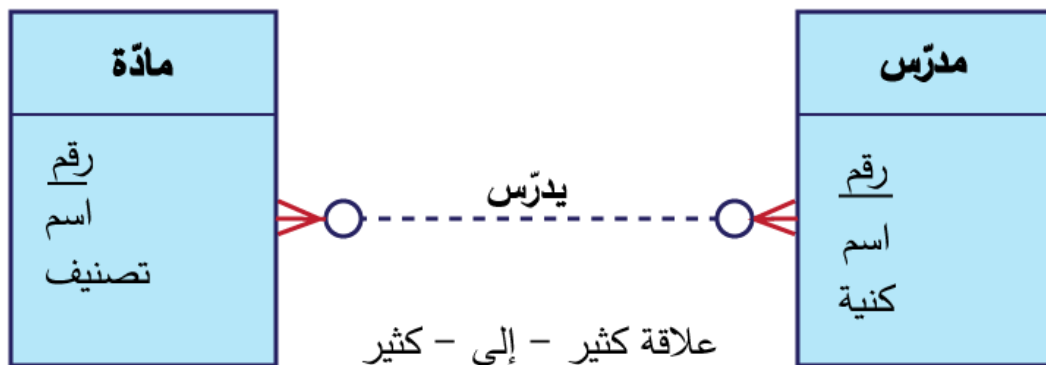 مدرّس
رقم
اسم
كنية
يدرّس
مادّة
رقم
اسم
تصنيف
علاقة كثير - إلى - كثير